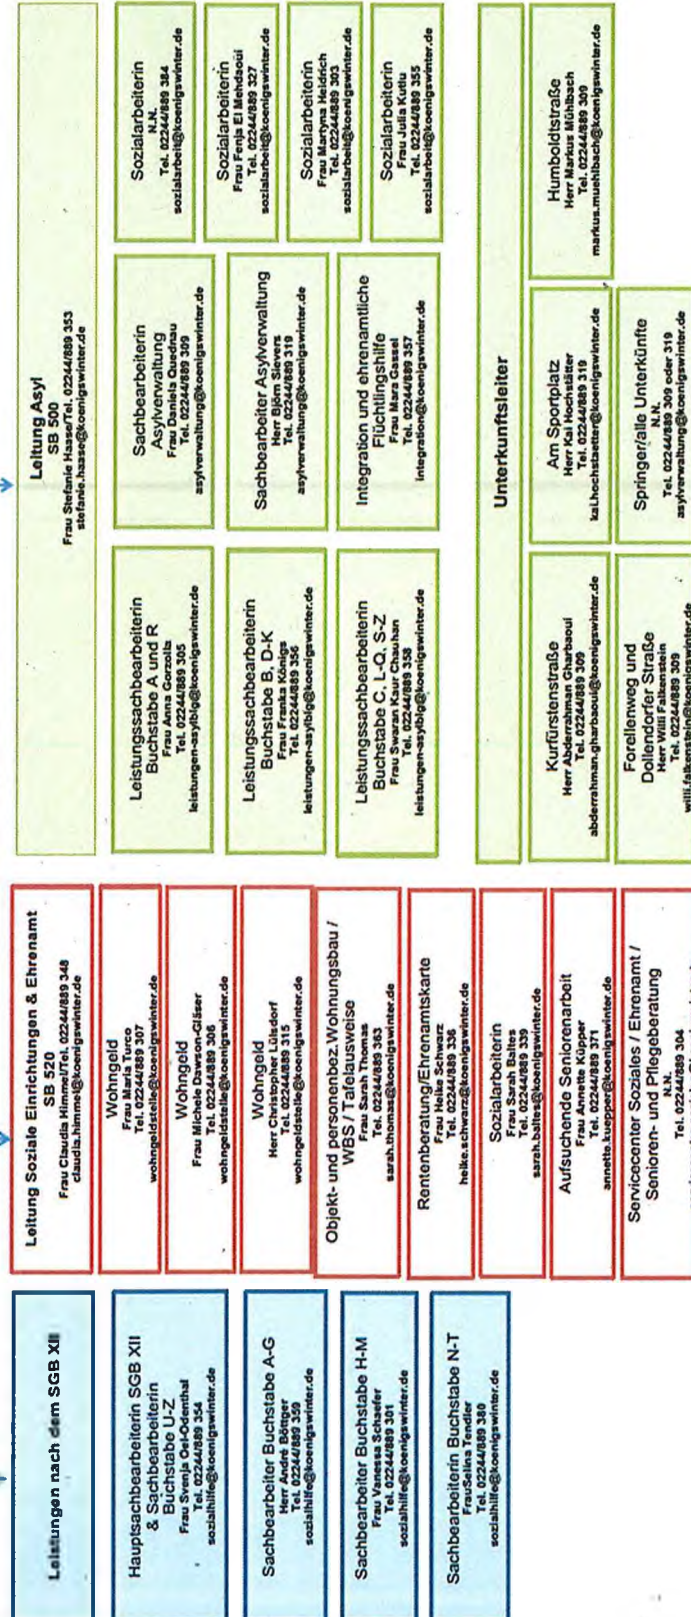 Leistungen nach dem SGB XII
Hauptsachbearbeiterin SGB XII
& Sachbearbeiterin
Buchstabe U-Z
Frau Svenja Oel-Odenthal
Tel. 02244/889 354
sozialhilfe@koenigswinter.de
Sachbearbeiter Buchstabe A-G
Herr André Böttger
Tel. 02244/889 359
sozialhilfe@koenigswinter.de
Sachbearbeiter Buchstabe H-M
Frau Vanessa Schaefer
Tel. 02244/889 301
sozialhilfe@koenigswinter.de
Sachbearbeiterin Buchstabe N-T
FrauSelina Tendler
Tel. 02244/889 380
sozialhilfe@koenigswinter.de
Leitung Soziale Einrichtungen & Ehrenamt
SB 520
Frau Claudia Himmel/Tel. 02244/889 348
claudia.himmel@koenigswinter.de
Wohngeld
Frau Maria Turco
Tel. 02244/889 307
wohngeldstelle@koenigswinter.de
Wohngeld
Frau Michele Dawson-Gläser
Tel. 02244/889 306
wohngeldstelle@koenigswinter.de
Wohngeld
Herr Christopher Lülsdorf
Tel. 02244/889 315
wohngeldstelle@koenigswinter.de
Objekt- und personenbez.Wohnungsbau /
WBS / Tafelausweise
Frau Sarah Thomas
Tel. 02244/889 363
sarah.thomas@koenigswinter.de
Rentenberatung/Ehrenamtskarte
Frau Heike Schwarz
Tel. 02244/889 336
heike.schwarz@koenigswinter.de
Sozialarbeiterin
Frau Sarah Baltes
Tel. 02244/889 339
sarah.baltes@koenigswinter.de
Aufsuchende Seniorenarbeit
Frau Annette Küpper
Tel. 02244/889 371
annette.kuepper@koenigswinter.de
Servicecenter Soziales / Ehrenamt /
Senioren- und Pflegeberatung
N.N.
Tel. 02244/889 304
Leitung Asyl
SB 500
Frau Stefanie Haase/Tel. 02244/889 353
stefanie.haase@koenigswinter.de
Leistungssachbearbeiterin
Buchstabe A und R
Frau Anna Gorzolla
Tel. 02244/889 305
leistungen-asylblg@koenigswinter.de
Leistungssachbearbeiterin
Buchstabe B, D-K
Frau Franka Königs
Tel. 02244/889 356
leistungen-asylblg@koenigswinter.de
Leistungssachbearbeiterin
Buchstabe C, L-Q, S-Z
Frau Swaran Kaur Chauhan
Tel. 02244/889 358
leistungen-asylblg@koenigswinter.de
Sachbearbeiterin
Asylverwaltung
Frau Daniela Quednau
Tel. 02244/889 309
asylverwaltung@koenigswinter.de
Sachbearbeiter Asylverwaltung
Herr Björn Sievers
Tel. 02244/889 319
asylverwaltung@koenigswinter.de
Integration und ehrenamtliche
Flüchtlingshilfe
Frau Mara Gassel
Tel. 02244/889 357
integration@koenigswinter.de
Sozialarbeiterin
N.N.
Tel. 02244/889 384
sozialarbeit@koenigswinter.de
Sozialarbeiterin
Frau Fenja El Mehdaoui
Tel. 02244/889 327
sozialarbeit@koenigswinter.de
Sozialarbeiterin
Frau Martyna Heidrich
Tel. 02244/889 303
sozialarbeit@koenigswinter.de
Sozialarbeiterin
Frau Julia Kutlu
Tel. 02244/889 355
sozialarbeit@koenigswinter.de
Unterkunftsleiter
Kurfürstenstraße
Herr Abderrahman Gharbaoui
Tel. 02244/889 309
abderrahman.gharbaoui@koenigswinter.de
Am Sportplatz
Herr Kai Hochstätter
Tel. 02244/889 319
kai.hochstaetter@koenigswinter.de
Humboldtstraße
Herr Markus Mühlbach
Tel. 02244/889 309
markus.muehlbach@koenigswinter.de
Forellenweg und
Dollendorfer Straße
Herr Willi Falkenstein
Tel. 02244/889 309
willi.falkenstein@koenigswinter.de
Springer/alle Unterkünfte
N.N.
Tel. 02244/889 309 oder 319
asylverwaltung@koenigswinter.de